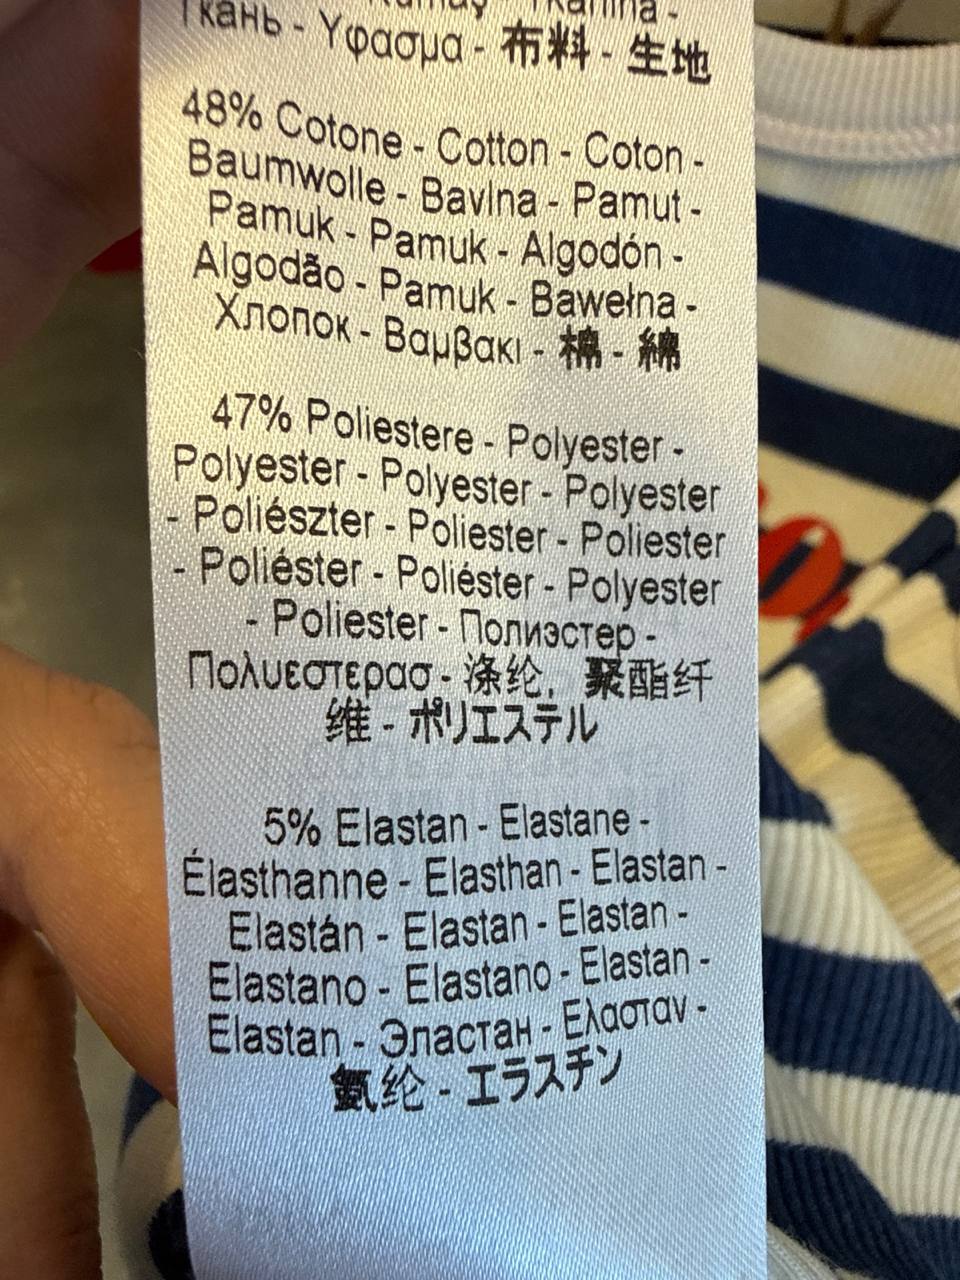 Tkanina -
Ткань - Υφασμα - 布料 - 生地
48% Cotone - Cotton - Coton -
Baumwolle - Bavlna - Pamut -
Pamuk - Pamuk - Algodón -
Algodão - Pamuk - Bawełna -
Хлопок - Βαμβακι - 棉 - 綿
47% Poliestere - Polyester -
Polyester - Polyester - Polyester
- Poliészter - Poliester - Poliester
- Poliéster - Poliéster - Polyester
- Poliester - Полиэстер -
Πολυεστερασ - 涤纶, 聚酯纤
维 - ポリエステル
5% Elastan - Elastane -
Élasthanne - Elasthan - Elastan -
Elastán - Elastan - Elastan -
Elastano - Elastano - Elastan -
Elastan - Эластан - Ελασταν -
氨纶 - エラスチン